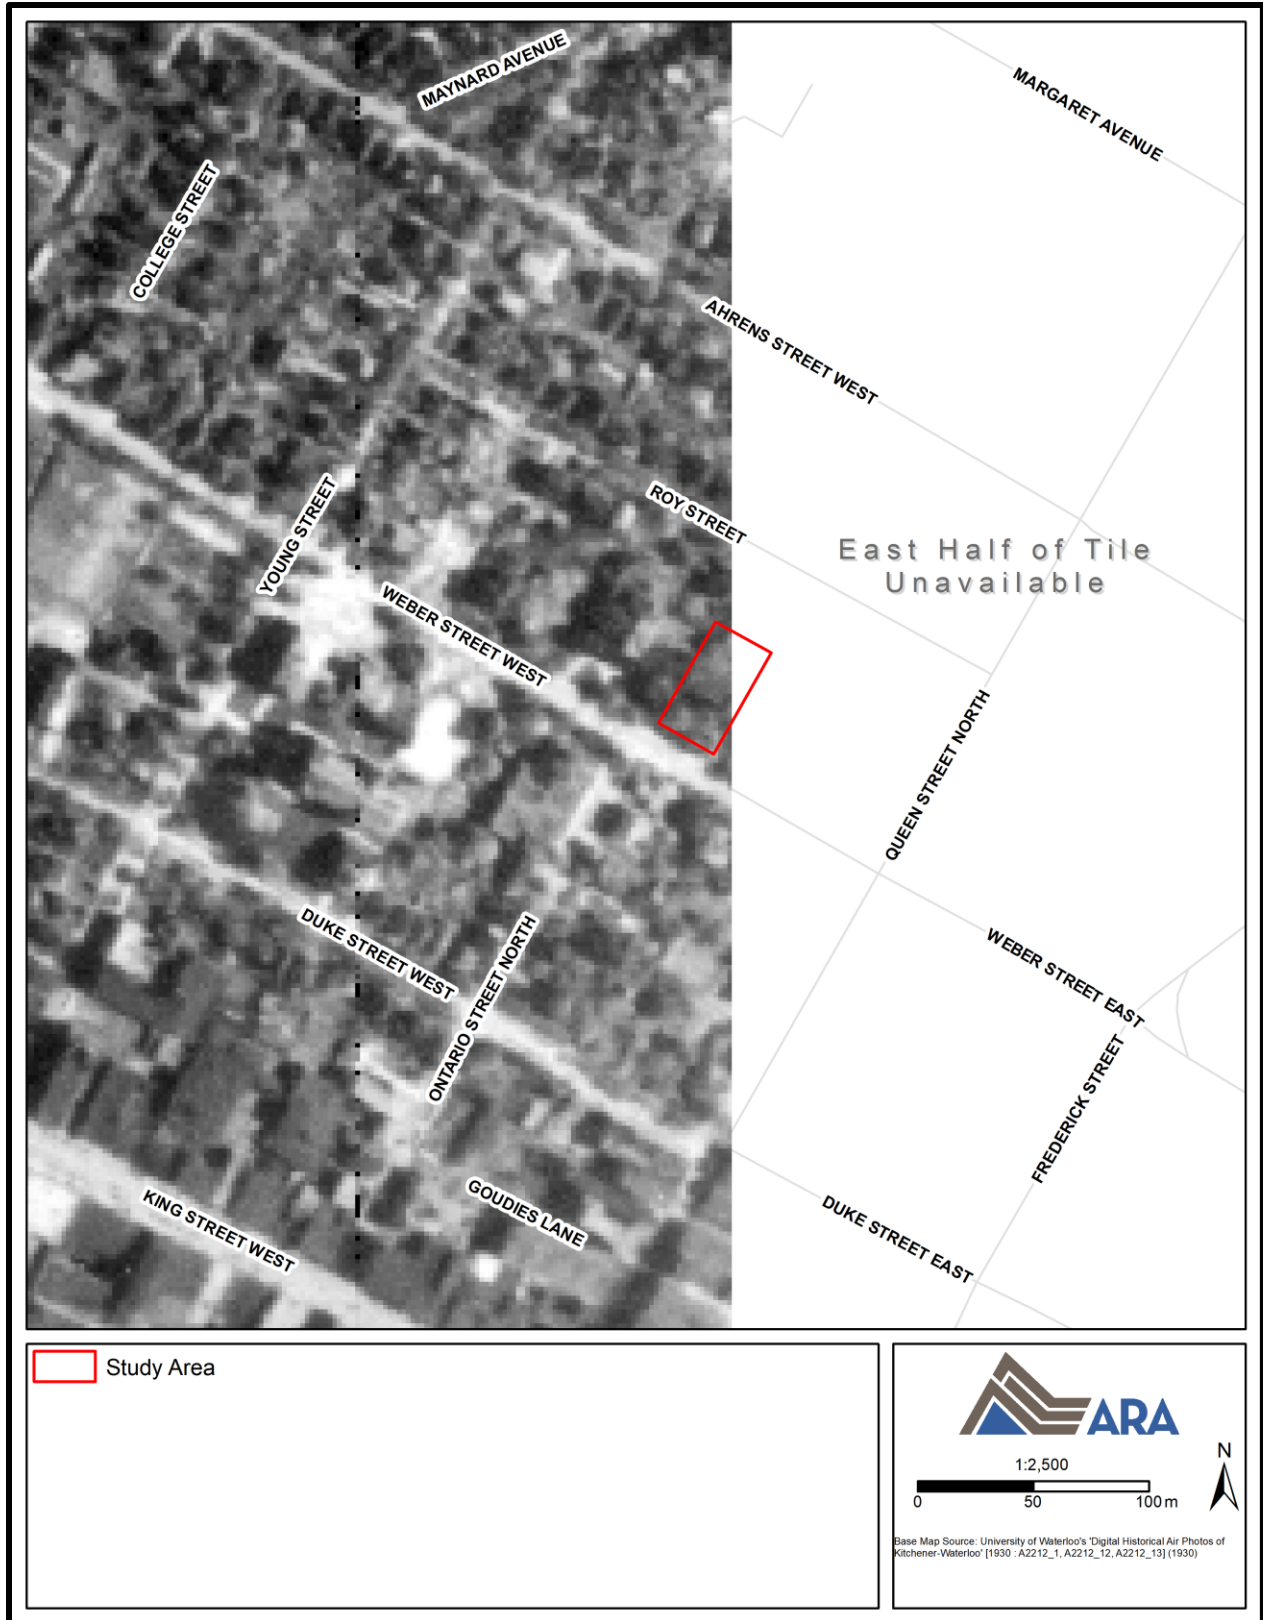 MAYNARD AVENUE
MARGARET AVENUE
COLLEGE STREET
AHRENS STREET WEST
YOUNG STREET
ROY STREET
East Half of Tile
Unavailable
WEBER STREET WEST
QUEEN STREET NORTH
DUKE STREET WEST
ONTARIO STREET NORTH
WEBER STREET EAST
FREDERICK STREET
KING STREET WEST
GOUDIES LANE
DUKE STREET EAST
Study Area
ARA
1:2,500
N
0 50 100 m
Base Map Source: University of Waterloo's 'Digital Historical Air Photos of
Kitchener-Waterloo' [1930 : A2212_1, A2212_12, A2212_13] (1930)